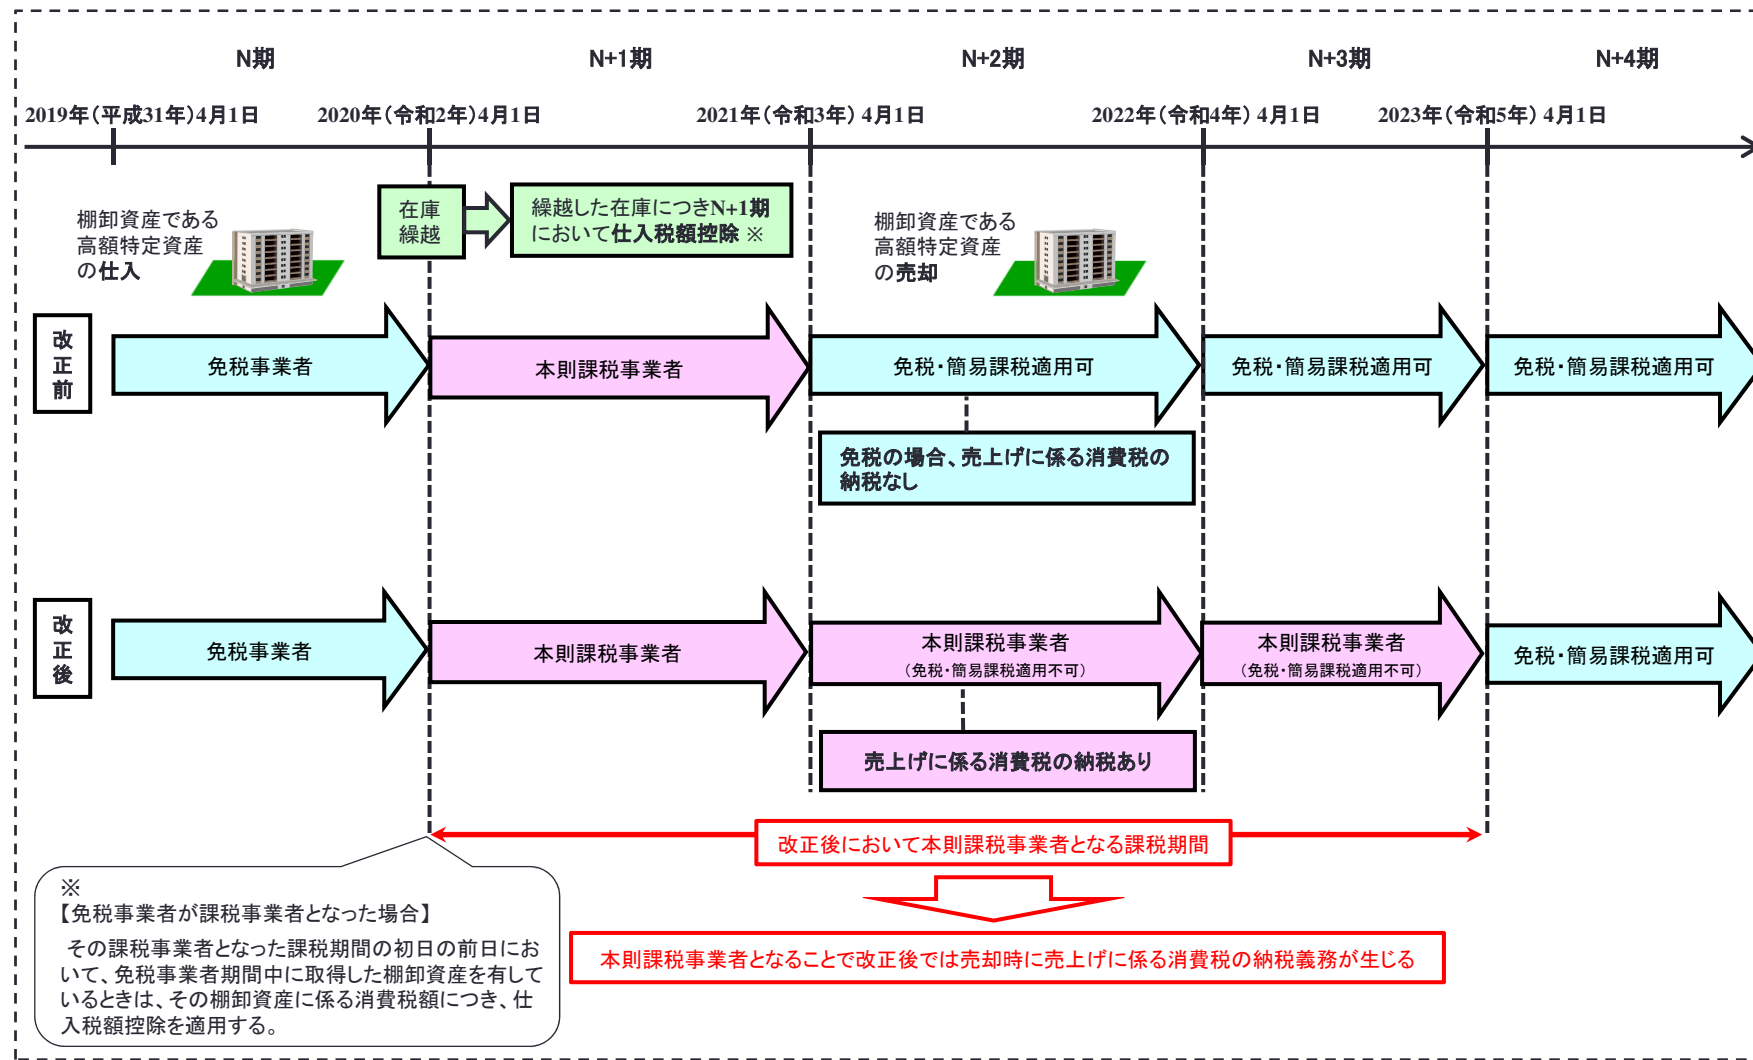 N期
N+1期
N+2期
N+3期
N+4期
2019年(平成31年)4月1日
2020年(令和2年)4月1日
2021年(令和3年) 4月1日
2022年(令和4年) 4月1日
2023年(令和5年) 4月1日
棚卸資産である
高額特定資産
の仕入
在庫
繰越
繰越した在庫につきN+1期
において仕入税額控除 ※
棚卸資産である
高額特定資産
の売却
改
正
前
免税事業者
本則課税事業者
免税・簡易課税適用可
免税・簡易課税適用可
免税・簡易課税適用可
免税の場合、売上げに係る消費税の
納税なし
改
正
後
免税事業者
本則課税事業者
本則課税事業者
(免税・簡易課税適用不可)
本則課税事業者
(免税・簡易課税適用不可)
免税・簡易課税適用可
売上げに係る消費税の納税あり
改正後において本則課税事業者となる課税期間
本則課税事業者となることで改正後では売却時に売上げに係る消費税の納税義務が生じる
※
【免税事業者が課税事業者となった場合】
その課税事業者となった課税期間の初日の前日にお
いて、免税事業者期間中に取得した棚卸資産を有して
いるときは、その棚卸資産に係る消費税額につき、仕
入税額控除を適用する。